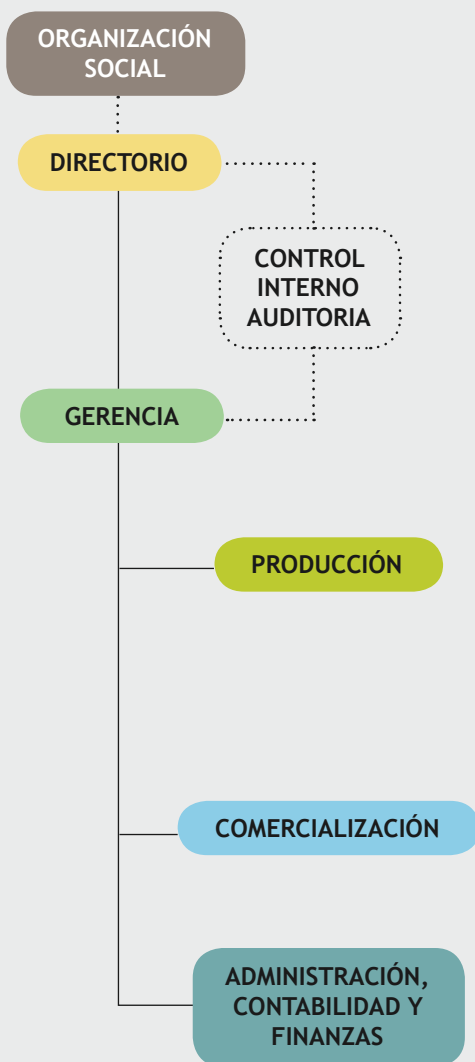 ORGANIZACIÓN
SOCIAL
DIRECTORIO
CONTROL
INTERNO
AUDITORIA
GERENCIA
PRODUCCIÓN
COMERCIALIZACIÓN
ADMINISTRACIÓN,
CONTABILIDAD Y
FINANZAS